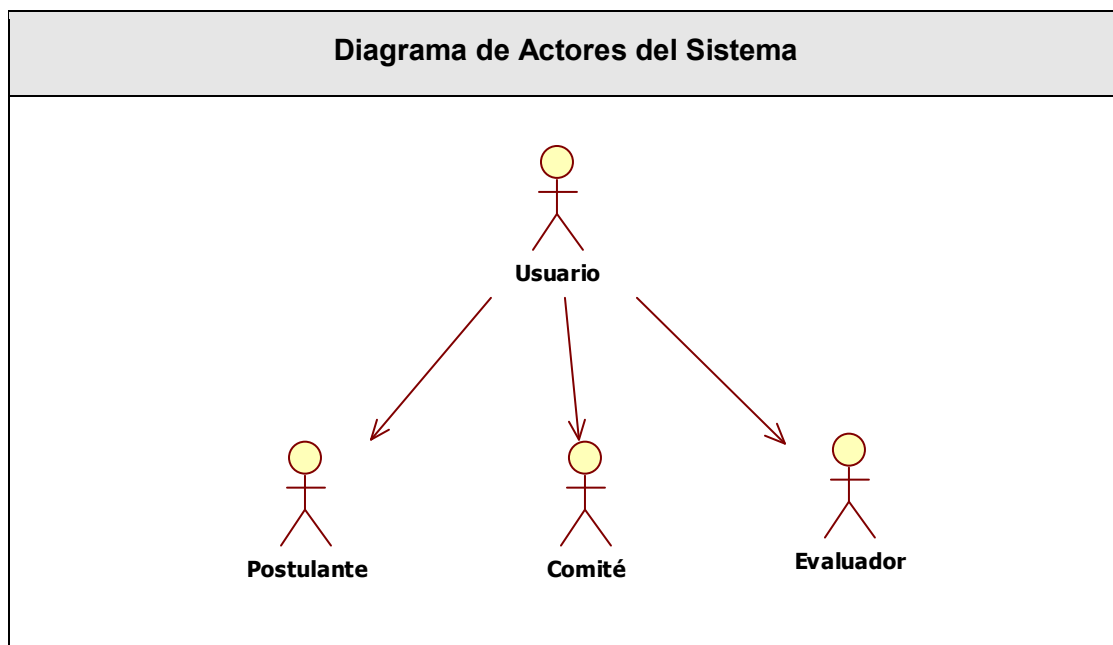 Diagrama de Actores del Sistema
Usuario
Postulante
Comité
Evaluador